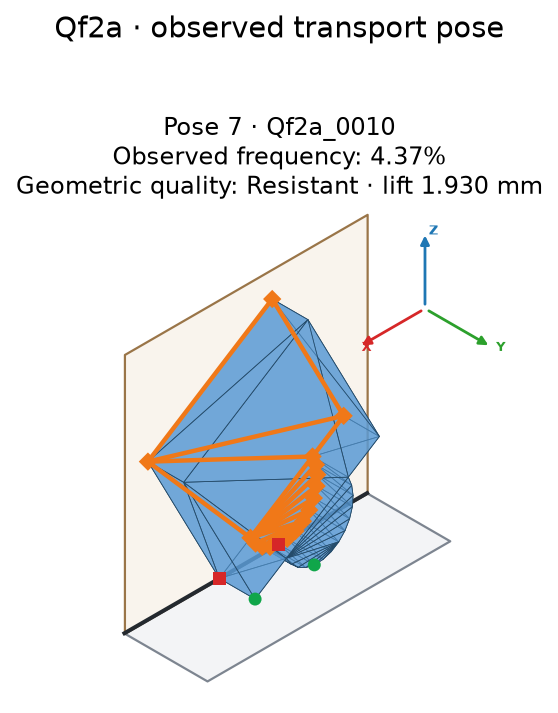 Qf2a · observed transport pose
Pose 7 · Qf2a_0010
Observed frequency: 4.37%
Geometric quality: Resistant · lift 1.930 mm
Z
X
Y